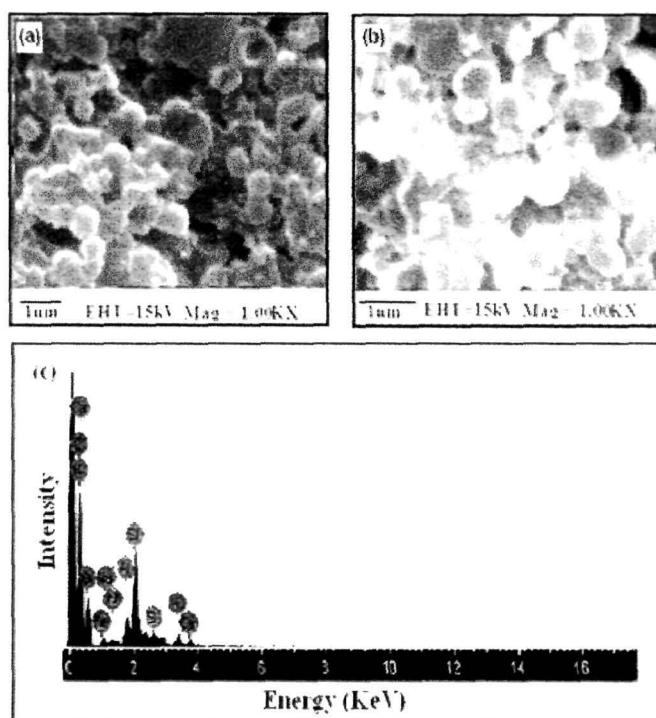 (a)
(b)
1um EHT=15kV Mag= 1.00KX
1um EHT=15kV Mag= 1.00KX
(c)
Intensity
0 2 4 6 8 10 12 14 16
Energy (KeV)